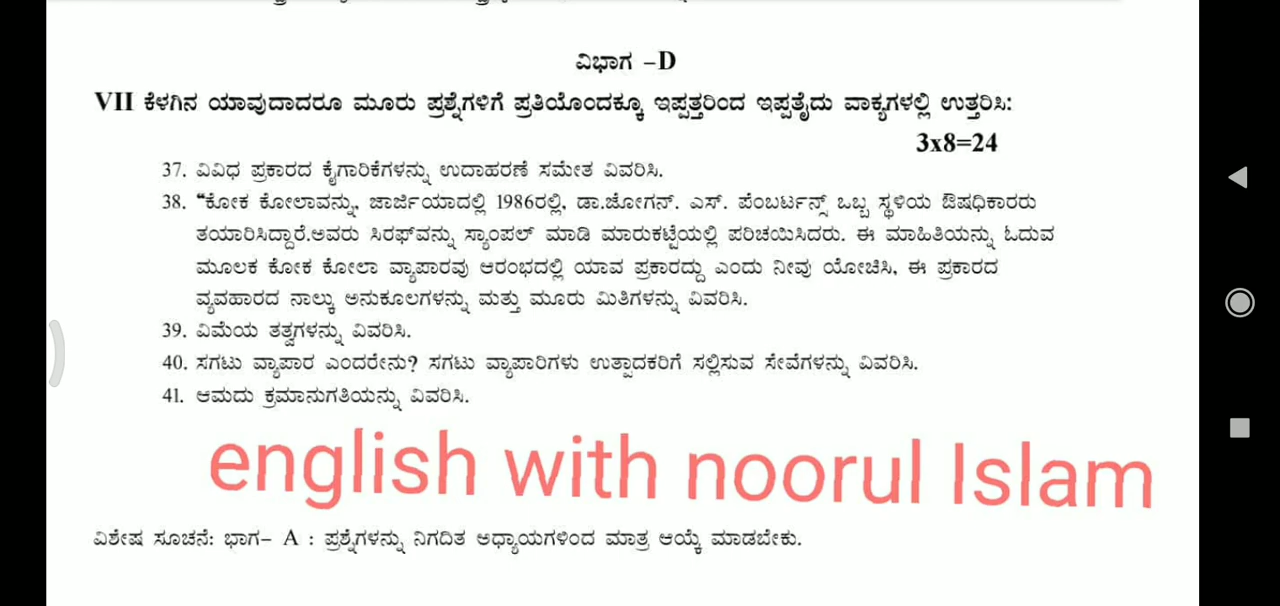 ವಿಭಾಗ –D
VII ಕೆಳಗಿನ ಯಾವುದಾದರೂ ಮೂರು ಪ್ರಶ್ನೆಗಳಿಗೆ ಪ್ರತಿಯೊಂದಕ್ಕೂ ಇಪ್ಪತ್ತರಿಂದ ಇಪ್ಪತ್ತೈದು ವಾಕ್ಯಗಳಲ್ಲಿ ಉತ್ತರಿಸಿ:
3x8=24
37. ವಿವಿಧ ಪ್ರಕಾರದ ಕೈಗಾರಿಕೆಗಳನ್ನು ಉದಾಹರಣೆ ಸಮೇತ ವಿವರಿಸಿ.
38. “ಕೋಕ ಕೋಲಾವನ್ನು, ಜಾರ್ಜಿಯಾದಲ್ಲಿ 1986ರಲ್ಲಿ, ಡಾ.ಜೋಗನ್. ಎಸ್. ಪೆಂಬರ್ಟನ್ಸ್ ಒಬ್ಬ ಸ್ಥಳಿಯ ಔಷಧಿಕಾರರು
ತಯಾರಿಸಿದ್ದಾರೆ.ಅವರು ಸಿರಫ್‌ವನ್ನು ಸ್ಯಾಂಪಲ್ ಮಾಡಿ ಮಾರುಕಟ್ಟೆಯಲ್ಲಿ ಪರಿಚಯಿಸಿದರು. ಈ ಮಾಹಿತಿಯನ್ನು ಓದುವ
ಮೂಲಕ ಕೋಕ ಕೋಲಾ ವ್ಯಾಪಾರವು ಆರಂಭದಲ್ಲಿ ಯಾವ ಪ್ರಕಾರದ್ದು ಎಂದು ನೀವು ಯೋಚಿಸಿ, ಈ ಪ್ರಕಾರದ
ವ್ಯವಹಾರದ ನಾಲ್ಕು ಅನುಕೂಲಗಳನ್ನು ಮತ್ತು ಮೂರು ಮಿತಿಗಳನ್ನು ವಿವರಿಸಿ.
39. ವಿಮೆಯ ತತ್ವಗಳನ್ನು ವಿವರಿಸಿ.
40. ಸಗಟು ವ್ಯಾಪಾರ ಎಂದರೇನು? ಸಗಟು ವ್ಯಾಪಾರಿಗಳು ಉತ್ಪಾದಕರಿಗೆ ಸಲ್ಲಿಸುವ ಸೇವೆಗಳನ್ನು ವಿವರಿಸಿ.
41. ಆಮದು ಕ್ರಮಾನುಗತಿಯನ್ನು ವಿವರಿಸಿ.
english with noorul Islam
ವಿಶೇಷ ಸೂಚನೆ: ಭಾಗ– A : ಪ್ರಶ್ನೆಗಳನ್ನು ನಿಗದಿತ ಅಧ್ಯಾಯಗಳಿಂದ ಮಾತ್ರ ಆಯ್ಕೆ ಮಾಡಬೇಕು.